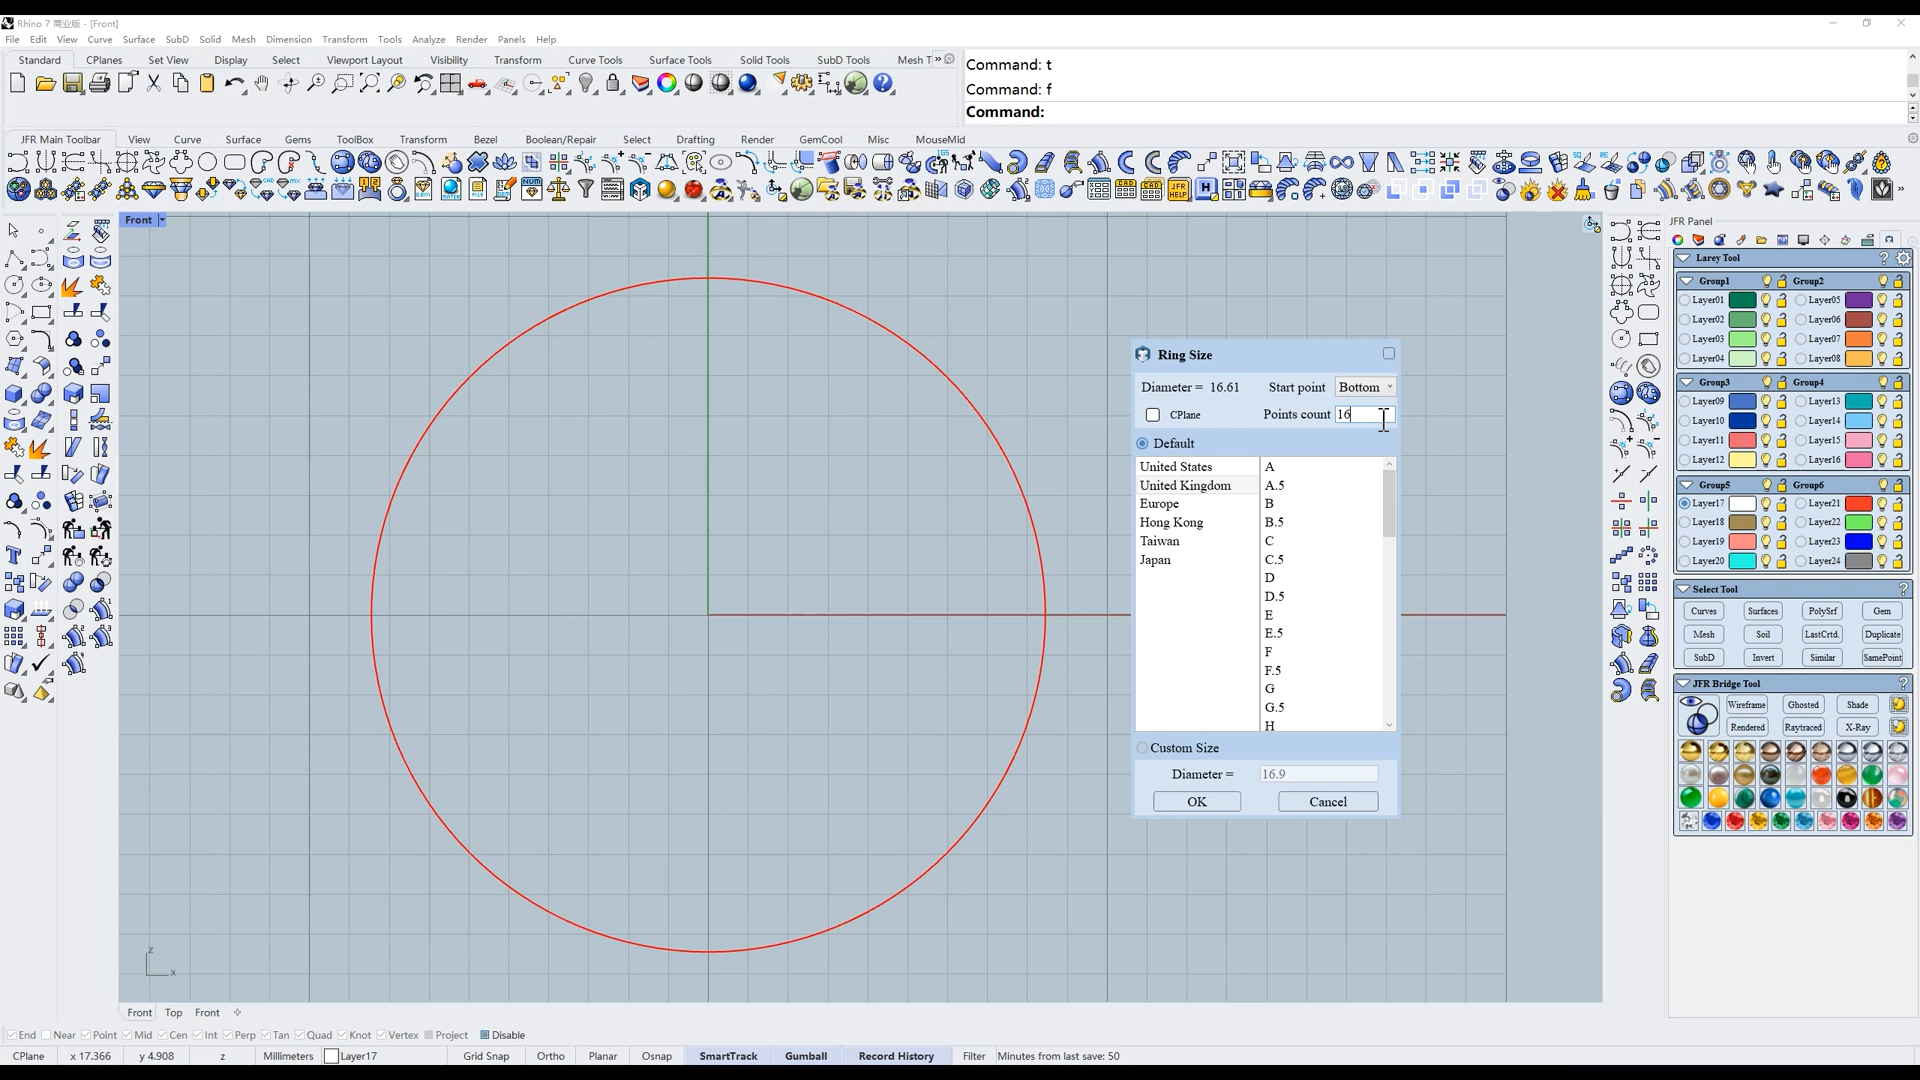 Rhino 7 商业版 - [Front]
File Edit View Curve Surface SubD Solid Mesh Dimension Transform Tools Analyze Render Panels Help
Standard CPlanes Set View Display Select Viewport Layout Visibility Transform Curve Tools Surface Tools Solid Tools SubD Tools Mesh T »
Command: t
Command: f
Command:
JFR Main Toolbar View Curve Surface Gems ToolBox Transform Bezel Boolean/Repair Select Drafting Render GemCool Misc MouseMid
Front
z
x
Ring Size
Diameter = 16.61 Start point Bottom
CPlane Points count 16
Default
United States A
United Kingdom A.5
Europe B
Hong Kong B.5
Taiwan C
Japan C.5
D
D.5
E
E.5
F
F.5
G
G.5
H
Custom Size
Diameter = 16.9
OK Cancel
JFR Panel
Larey Tool ?
Group1 Group2
Layer01 Layer05
Layer02 Layer06
Layer03 Layer07
Layer04 Layer08
Group3 Group4
Layer09 Layer13
Layer10 Layer14
Layer11 Layer15
Layer12 Layer16
Group5 Group6
Layer17 Layer21
Layer18 Layer22
Layer19 Layer23
Layer20 Layer24
Select Tool ?
Curves Surfaces PolySrf Gem
Mesh Soil LastCrtd. Duplicate
SubD Invert Similar SamePoint
JFR Bridge Tool ?
Wireframe Ghosted Shade
Rendered Raytraced X-Ray
Front Top Front
End Near Point Mid Cen Int Perp Tan Quad Knot Vertex Project Disable
CPlane x 17.366 y 4.908 z Millimeters Layer17 Grid Snap Ortho Planar Osnap SmartTrack Gumball Record History Filter Minutes from last save: 50